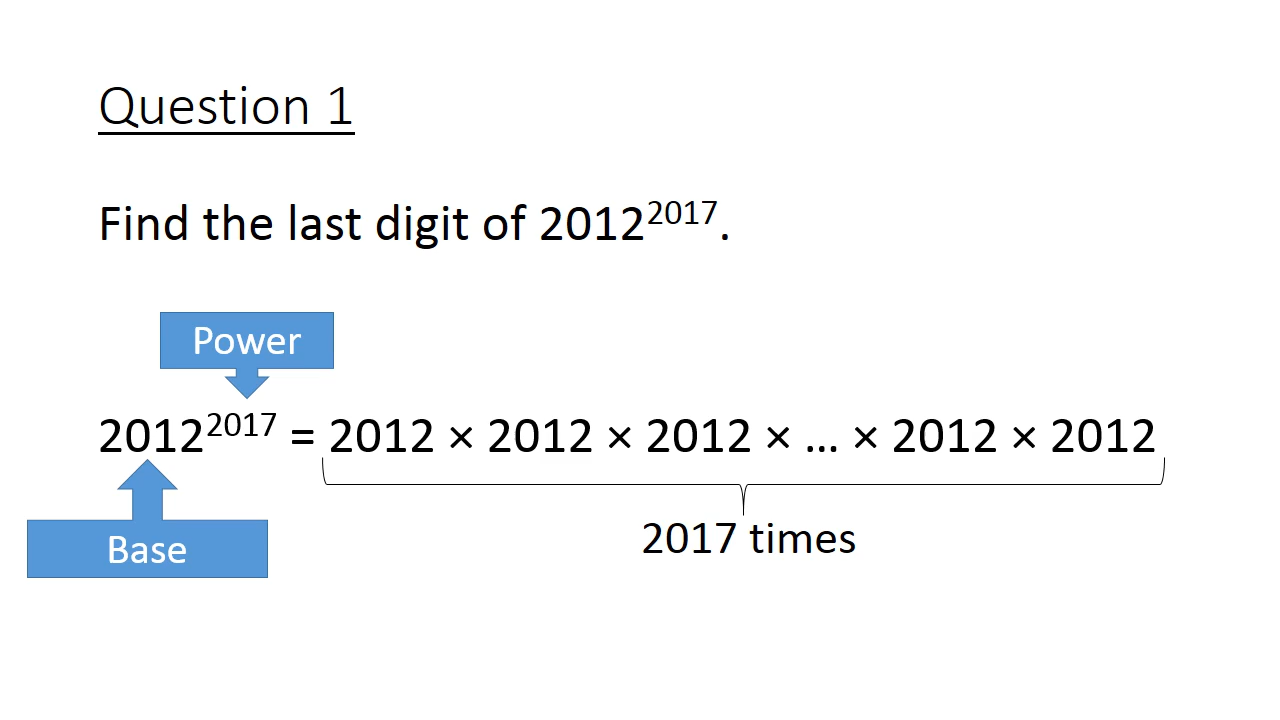 Question 1
Find the last digit of 2012²⁰¹⁷.
Power
2012²⁰¹⁷ = 2012 × 2012 × 2012 × … × 2012 × 2012
2017 times
Base